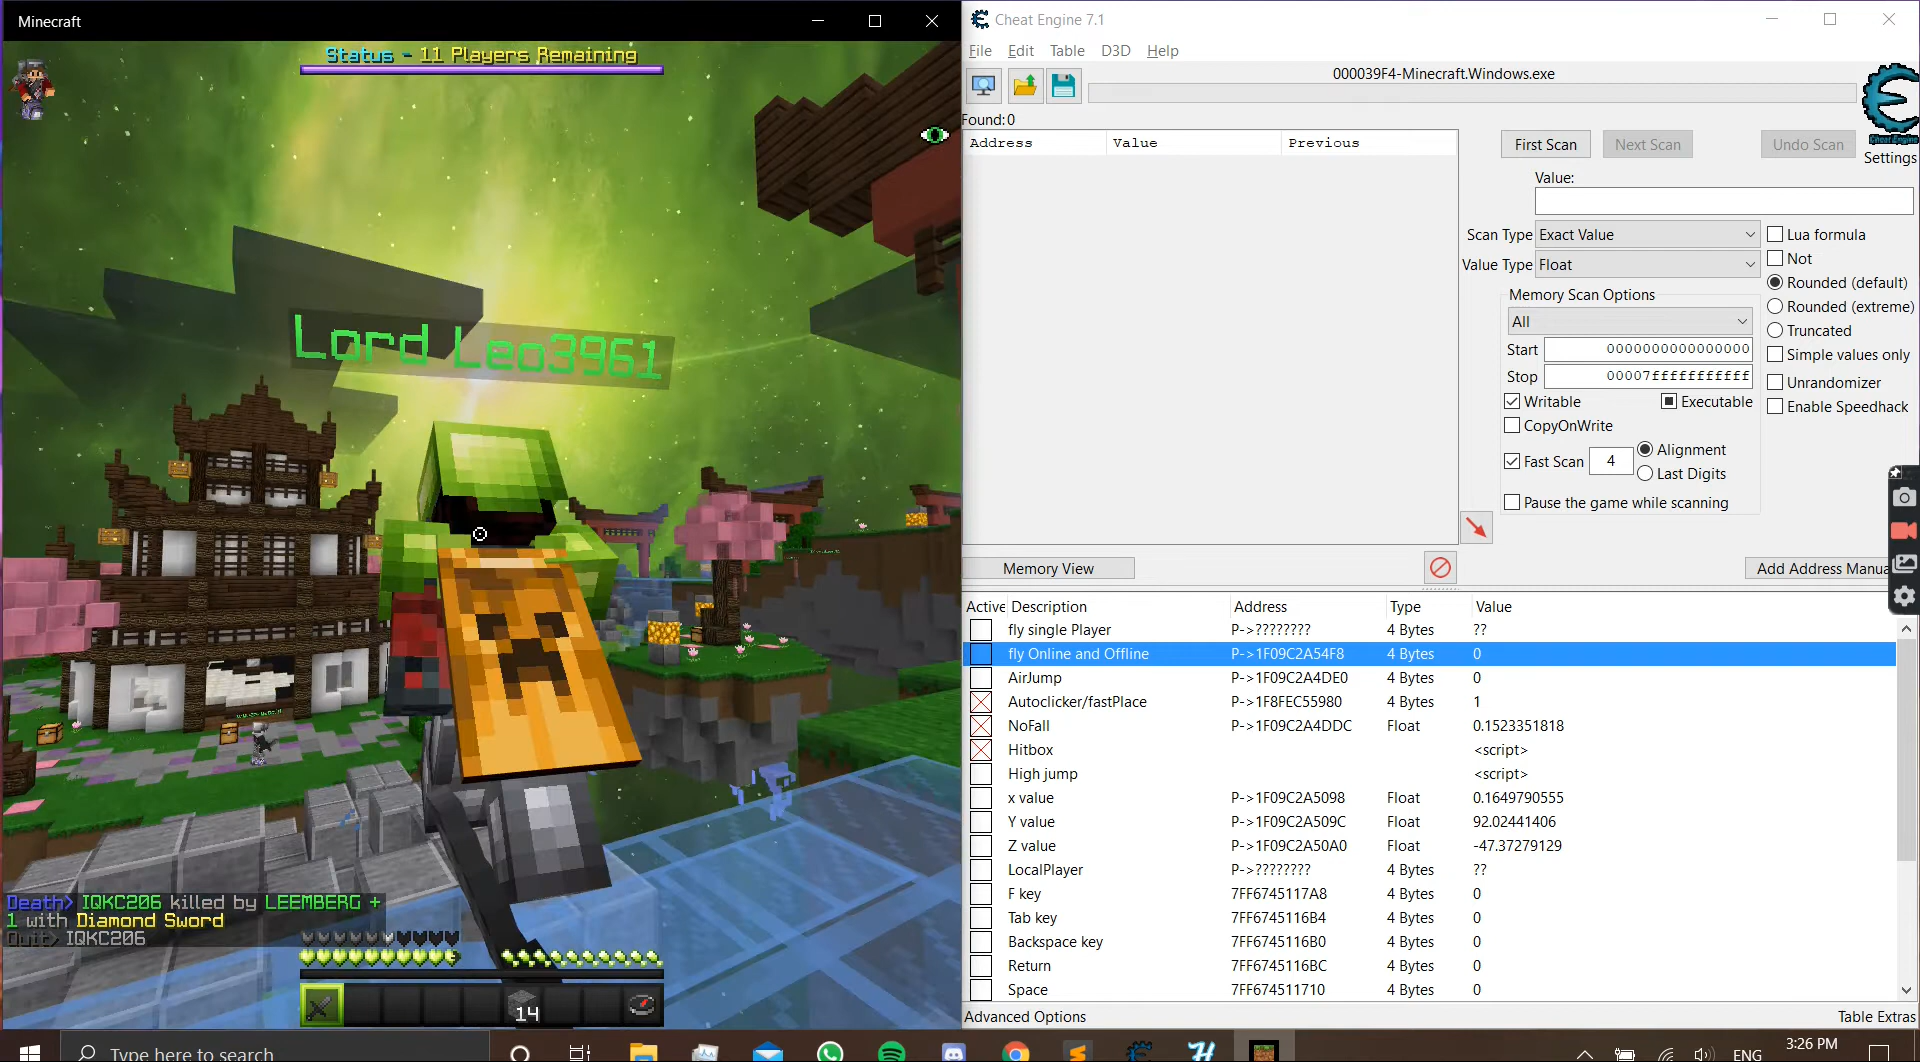 Minecraft
Status - 11 Players Remaining
Lord Leo3961
Death> IQKC206 killed by LEEMBERG +
1 with Diamond Sword
Quit> IQKC206
14
Cheat Engine 7.1
File Edit Table D3D Help
000039F4-Minecraft.Windows.exe
Found:0
Address Value Previous
First Scan Next Scan Undo Scan
Cheat Engine
Settings
Value:
Scan Type Exact Value
Value Type Float
Lua formula
Not
Rounded (default)
Rounded (extreme)
Truncated
Simple values only
Unrandomizer
Enable Speedhack
Memory Scan Options
All
Start 0000000000000000
Stop 00007fffffffffff
Writable Executable
CopyOnWrite
Fast Scan 4 Alignment
Last Digits
Pause the game while scanning
Memory View Add Address Manua
Active Description Address Type Value
fly single Player P->???????? 4 Bytes ??
fly Online and Offline P->1F09C2A54F8 4 Bytes 0
AirJump P->1F09C2A4DE0 4 Bytes 0
Autoclicker/fastPlace P->1F8FEC55980 4 Bytes 1
NoFall P->1F09C2A4DDC Float 0.1523351818
Hitbox <script>
High jump <script>
x value P->1F09C2A5098 Float 0.1649790555
Y value P->1F09C2A509C Float 92.02441406
Z value P->1F09C2A50A0 Float -47.37279129
LocalPlayer P->???????? 4 Bytes ??
F key 7FF6745117A8 4 Bytes 0
Tab key 7FF6745116B4 4 Bytes 0
Backspace key 7FF6745116B0 4 Bytes 0
Return 7FF6745116BC 4 Bytes 0
Space 7FF674511710 4 Bytes 0
Advanced Options Table Extras
Type here to search
ENG
3:26 PM